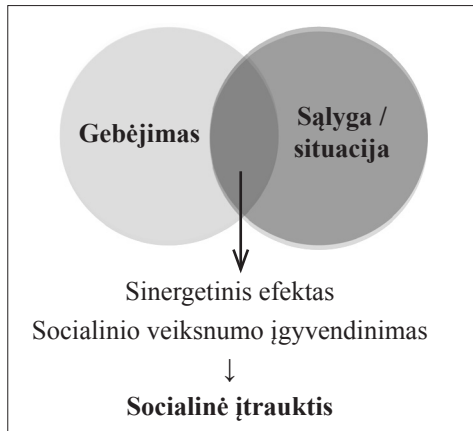 Gebėjimas
Sąlyga /
situacija
Sinergetinis efektas
Socialinio veiksnumo įgyvendinimas
↓
Socialinė įtrauktis